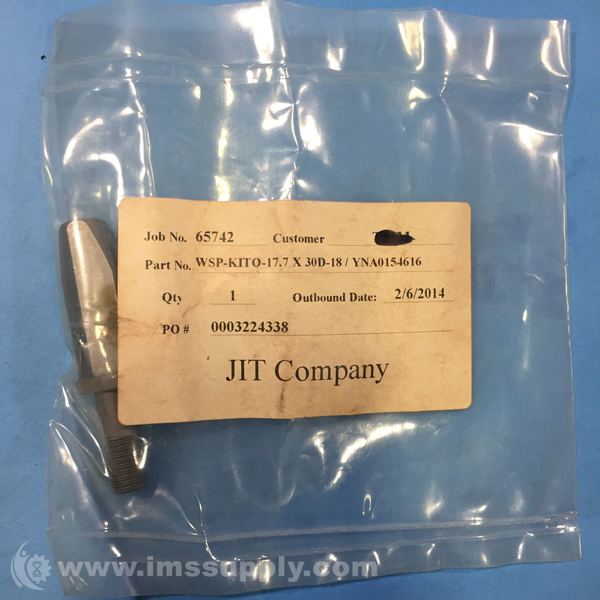 Job No. 65742 Customer
Part No. WSP-KITO-17.7 X 30D-18 / YNA0154616
Qty 1 Outbound Date: 2/6/2014
PO # 0003224338
JIT Company
www.imssupply.com